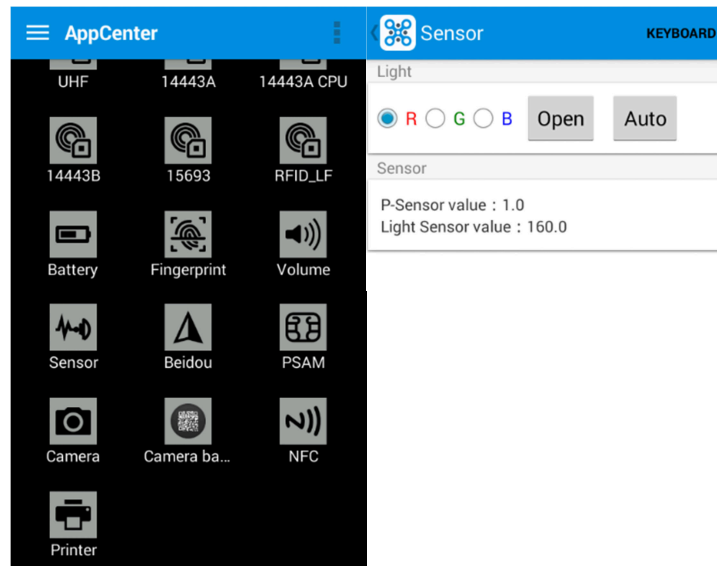 AppCenter
UHF
14443A
14443A CPU
14443B
15693
RFID_LF
Battery
Fingerprint
Volume
Sensor
Beidou
PSAM
Camera
Camera ba...
NFC
Printer
Sensor
KEYBOARD
Light
R
G
B
Open
Auto
Sensor
P-Sensor value : 1.0
Light Sensor value : 160.0